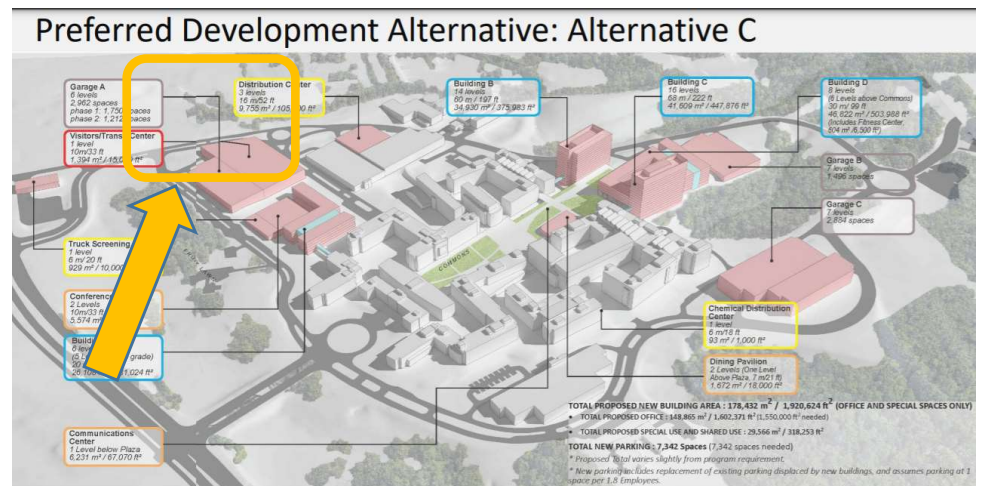 Preferred Development Alternative: Alternative C
Garage A
6 levels
2,962 spaces
phase 1: 1,750 spaces
phase 2: 1,212 spaces
Visitors/Transit Center
1 level
10m/33 ft
1,394 m² / 15,000 ft²
Distribution Center
3 levels
16 m/52 ft
9,755 m² /
Building B
14 levels
60 m / 197 ft
34,930 m² / 375,983 ft²
Building C
16 levels
68 m / 222 ft
41,609 m² / 447,876 ft²
Building D
8 levels
(6 Levels above Commons)
30 m/ 99 ft
46,822 m² / 503,988 ft²
(Includes Fitness Center,
604 m² /6,500 ft²)
Garage B
7 levels
1,496 spaces
Garage C
7 levels
2,884 spaces
Truck Screening
1 level
6 m/ 20 ft
929 m² /
COMMONS
2 Levels
10m/33 ft
5,574
grade)
Chemical Distribution
Center
1 level
6 m/18 ft
93 m² / 1,000 ft²
Dining Pavilion
2 Levels (One Level
Above Plaza, 7 m/21 ft)
1,672 m² / 18,000 ft²
Communications
Center
1 Level below Plaza
6,231 m² / 67,070 ft²
TOTAL PROPOSED NEW BUILDING AREA : 178,432 m² / 1,920,624 ft² (OFFICE AND SPECIAL SPACES ONLY)
• TOTAL PROPOSED OFFICE : 148,865 m² / 1,602,371 ft² (1,550,000 ft² needed)
• TOTAL PROPOSED SPECIAL USE AND SHARED USE : 29,566 m² / 318,253 ft²
TOTAL NEW PARKING : 7,342 Spaces (7,342 spaces needed)
* Proposed Total varies slightly from program requirement.
* New parking includes replacement of existing parking displaced by new buildings, and assumes parking at 1
space per 1.8 Employees.